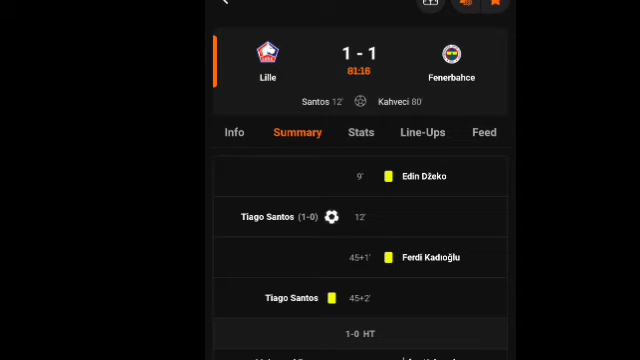 1 - 1
81:16
Lille
Fenerbahce
Santos 12' Kahveci 80'
Info Summary Stats Line-Ups Feed
9' Edin Džeko
Tiago Santos (1-0) 12'
45+1' Ferdi Kadıoğlu
Tiago Santos 45+2'
1-0 HT